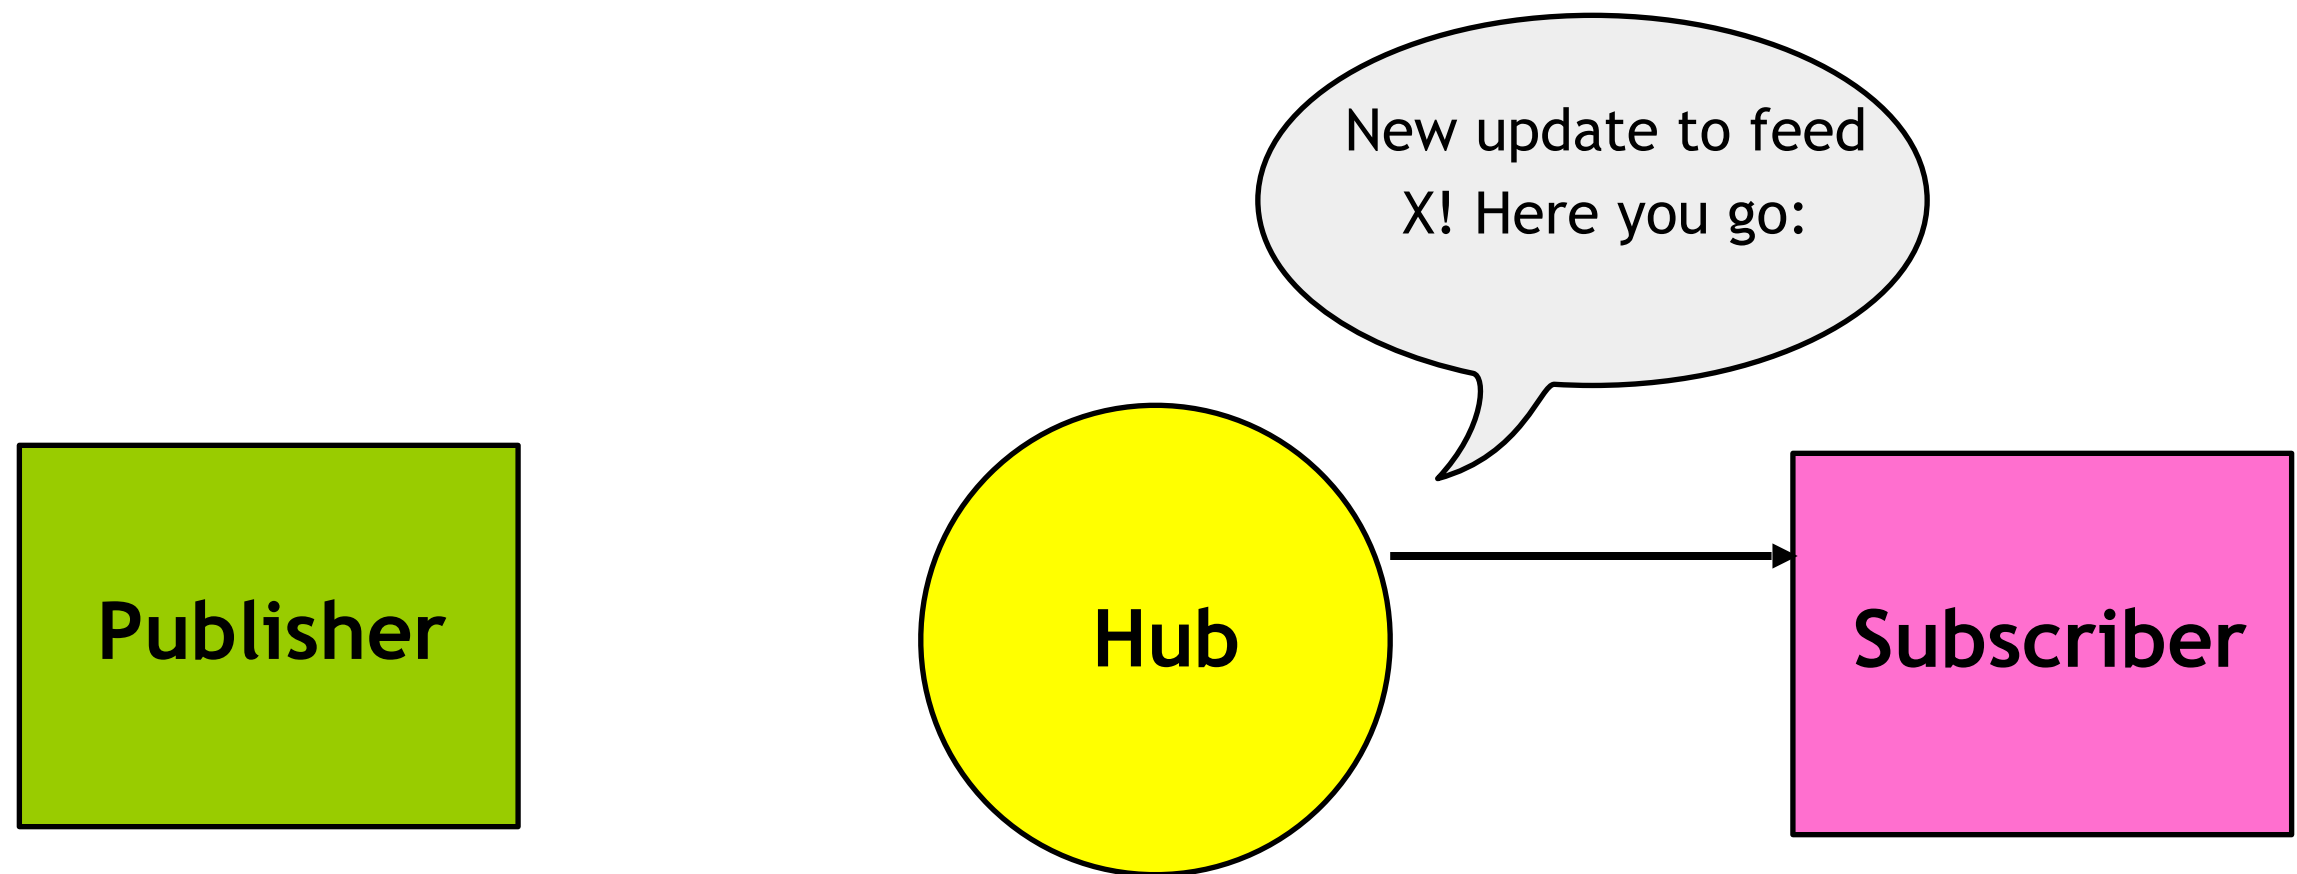 New update to feed
X! Here you go:
Publisher
Hub
Subscriber